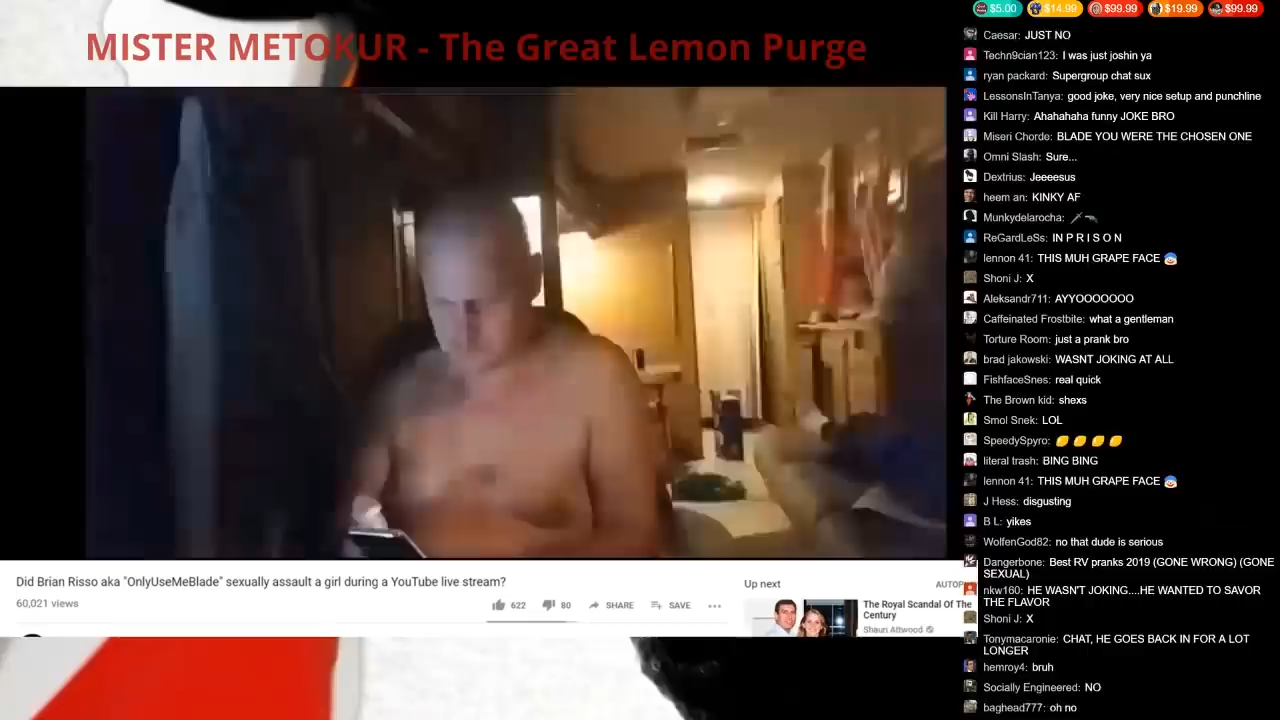 $5.00 $14.99 $99.99 $19.99 $99.99
MISTER METOKUR - The Great Lemon Purge
Caesar: JUST NO
Techn9cian123: I was just joshin ya
ryan packard: Supergroup chat sux
LessonsInTanya: good joke, very nice setup and punchline
Kill Harry: Ahahahaha funny JOKE BRO
Miseri Chorde: BLADE YOU WERE THE CHOSEN ONE
Omni Slash: Sure...
Dextrius: Jeeeesus
heem an: KINKY AF
Munkydelarocha: 🗡🔫
ReGardLeSs: IN P R I S O N
lennon 41: THIS MUH GRAPE FACE 🤡
Shoni J: X
Aleksandr711: AYYOOOOOOO
Caffeinated Frostbite: what a gentleman
Torture Room: just a prank bro
brad jakowski: WASNT JOKING AT ALL
FishfaceSnes: real quick
The Brown kid: shexs
Smol Snek: LOL
SpeedySpyro: 🍋 🍋 🍋 🍋
literal trash: BING BING
lennon 41: THIS MUH GRAPE FACE 🤡
J Hess: disgusting
B L: yikes
WolfenGod82: no that dude is serious
Dangerbone: Best RV pranks 2019 (GONE WRONG) (GONE
SEXUAL)
nkw160: HE WASN'T JOKING....HE WANTED TO SAVOR
THE FLAVOR
Shoni J: X
Tonymacaronie: CHAT, HE GOES BACK IN FOR A LOT
LONGER
hemroy4: bruh
Socially Engineered: NO
baghead777: oh no
Did Brian Risso aka "OnlyUseMeBlade" sexually assault a girl during a YouTube live stream?
60,021 views
622 80 SHARE SAVE
Up next
The Royal Scandal Of The
Century
Shaun Attwood